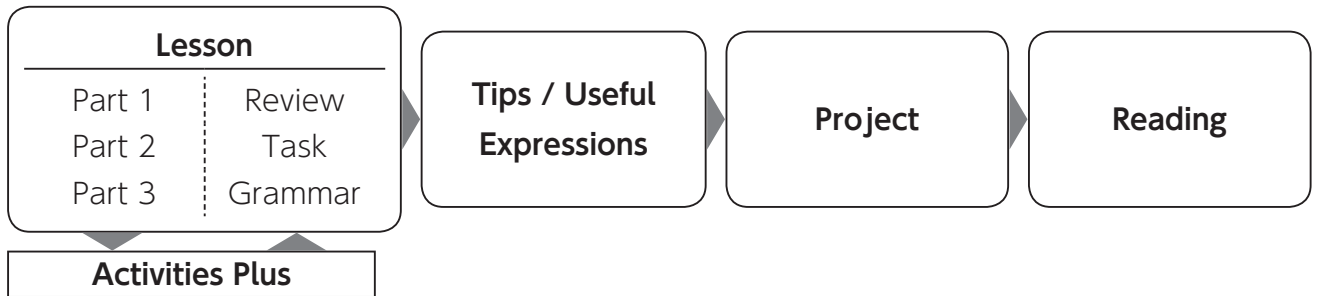 Lesson
Part 1 Review
Part 2 Task
Part 3 Grammar
Activities Plus
Tips / Useful
Expressions
Project
Reading